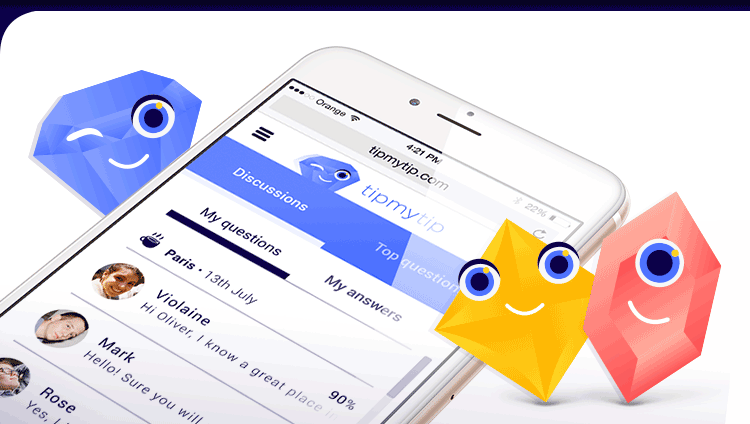 Orange
4:21 PM
22%
tipmytip.com
tipmytip
Discussions
Top question
My questions
My answers
Paris • 13th July
Violaine
Hi Oliver, I know a great place i
90%
Mark
Hello! Sure you will
Rose
Yes, I